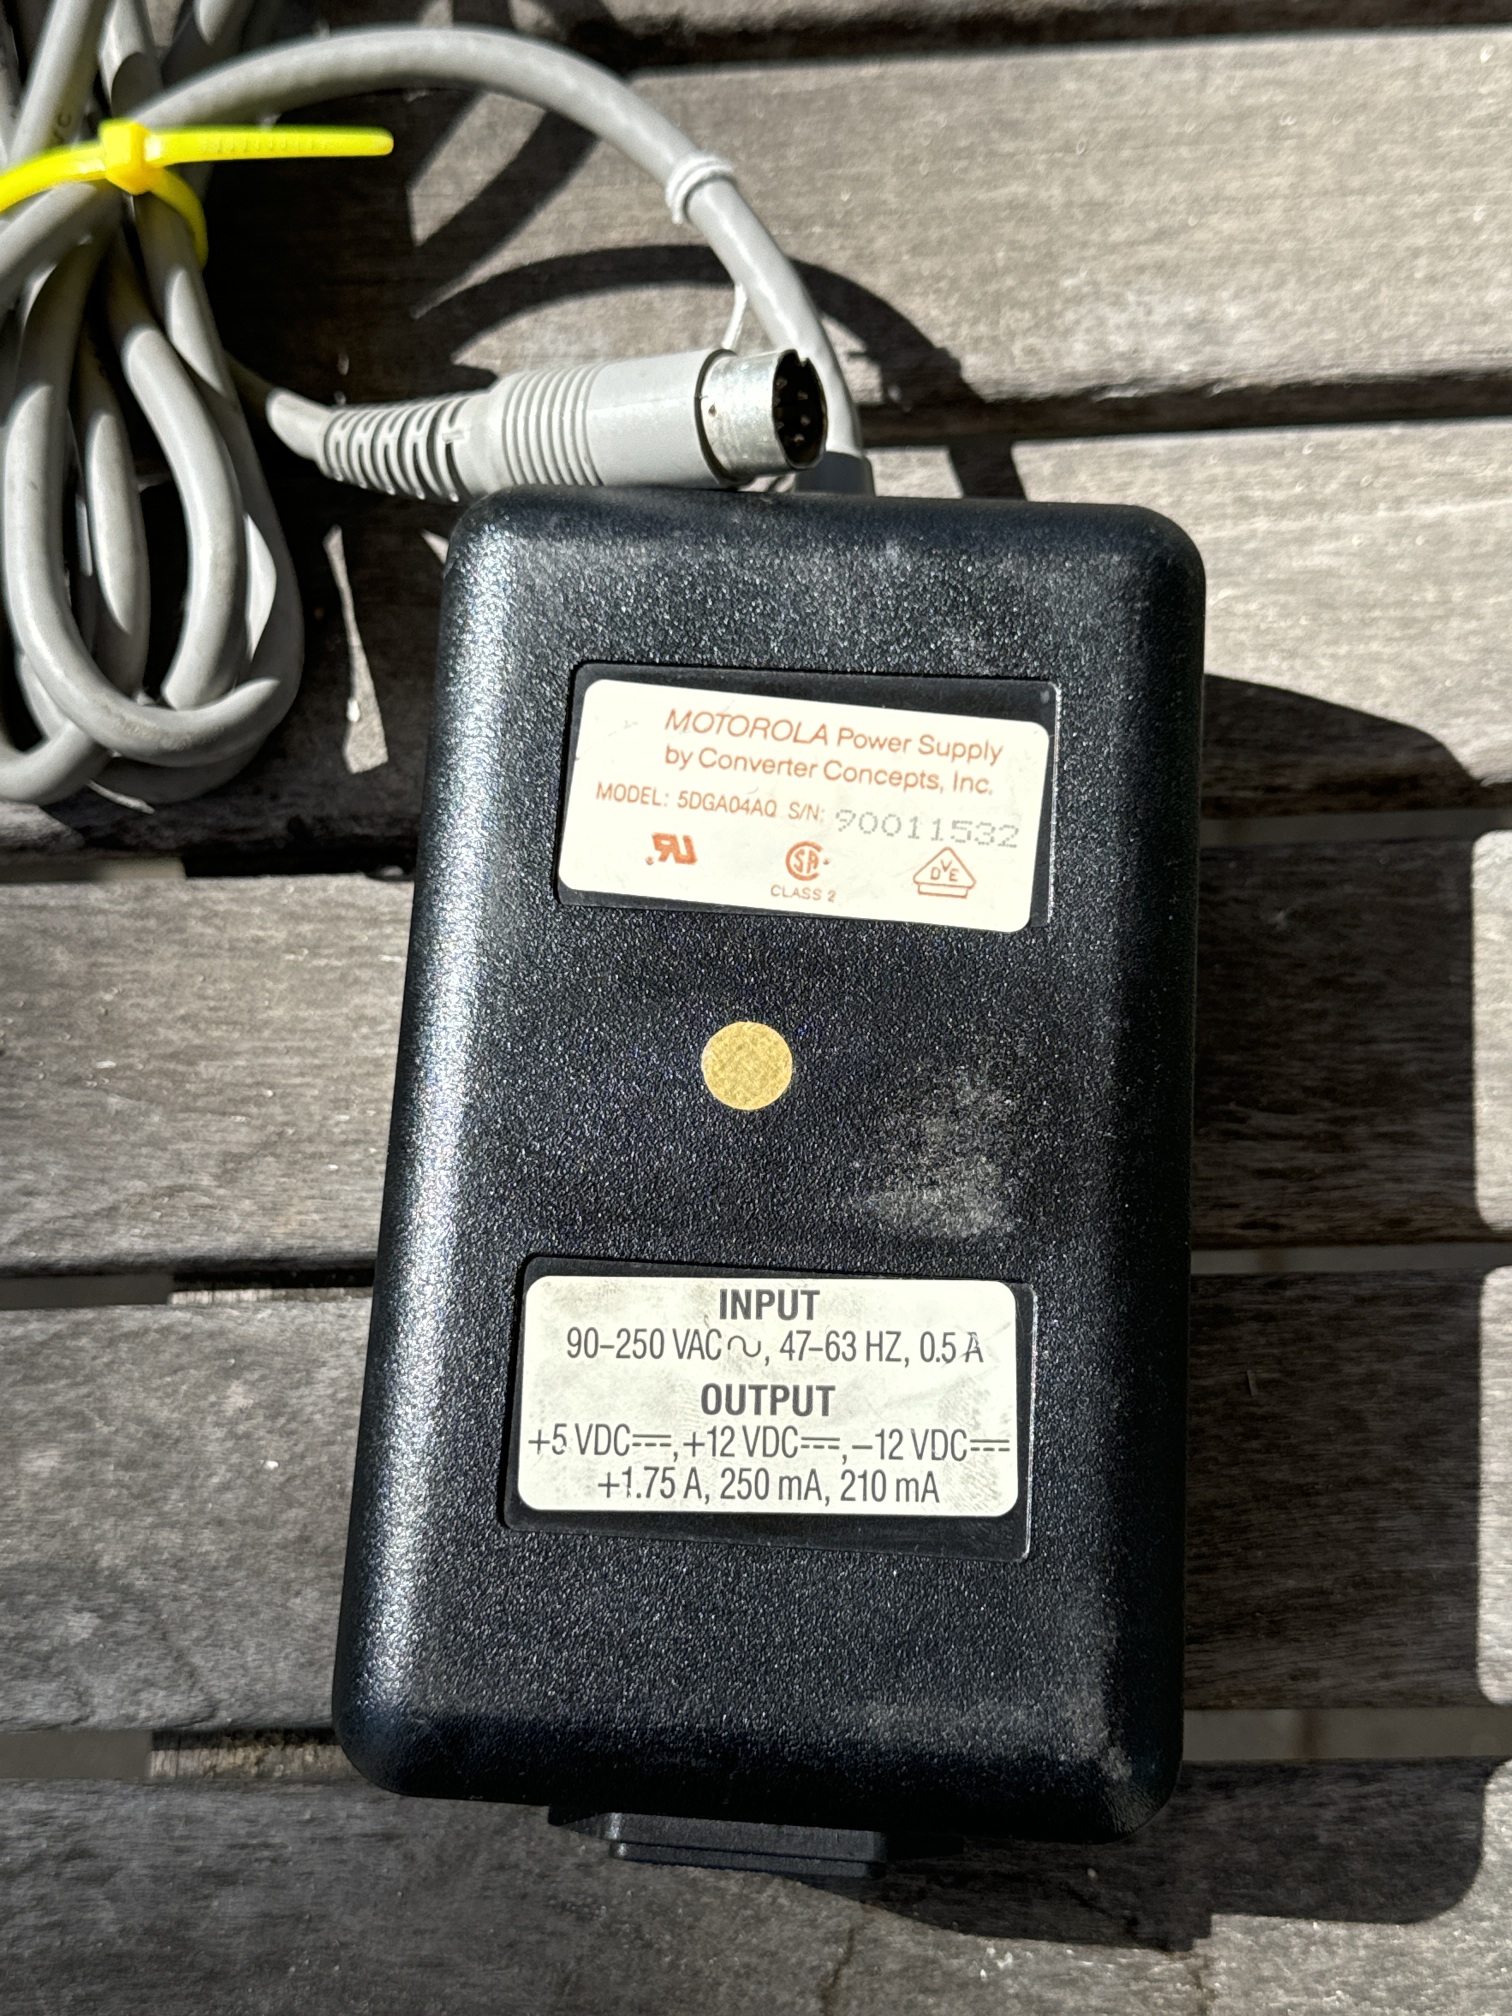 MOTOROLA Power Supply
by Converter Concepts, Inc.
MODEL: 5DGA04AQ S/N: 90011532
CLASS 2
VDE
INPUT
90–250 VAC∿, 47–63 HZ, 0.5 A
OUTPUT
+5 VDC⎓, +12 VDC⎓, –12 VDC⎓
+1.75 A, 250 mA, 210 mA